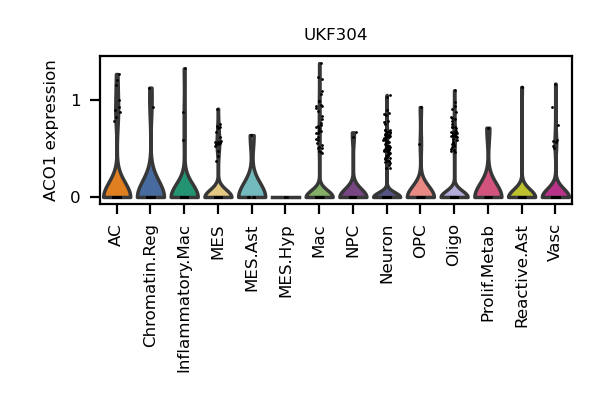 UKF304
ACO1 expression
1
0
AC
Chromatin.Reg
Inflammatory.Mac
MES
MES.Ast
MES.Hyp
Mac
NPC
Neuron
OPC
Oligo
Prolif.Metab
Reactive.Ast
Vasc